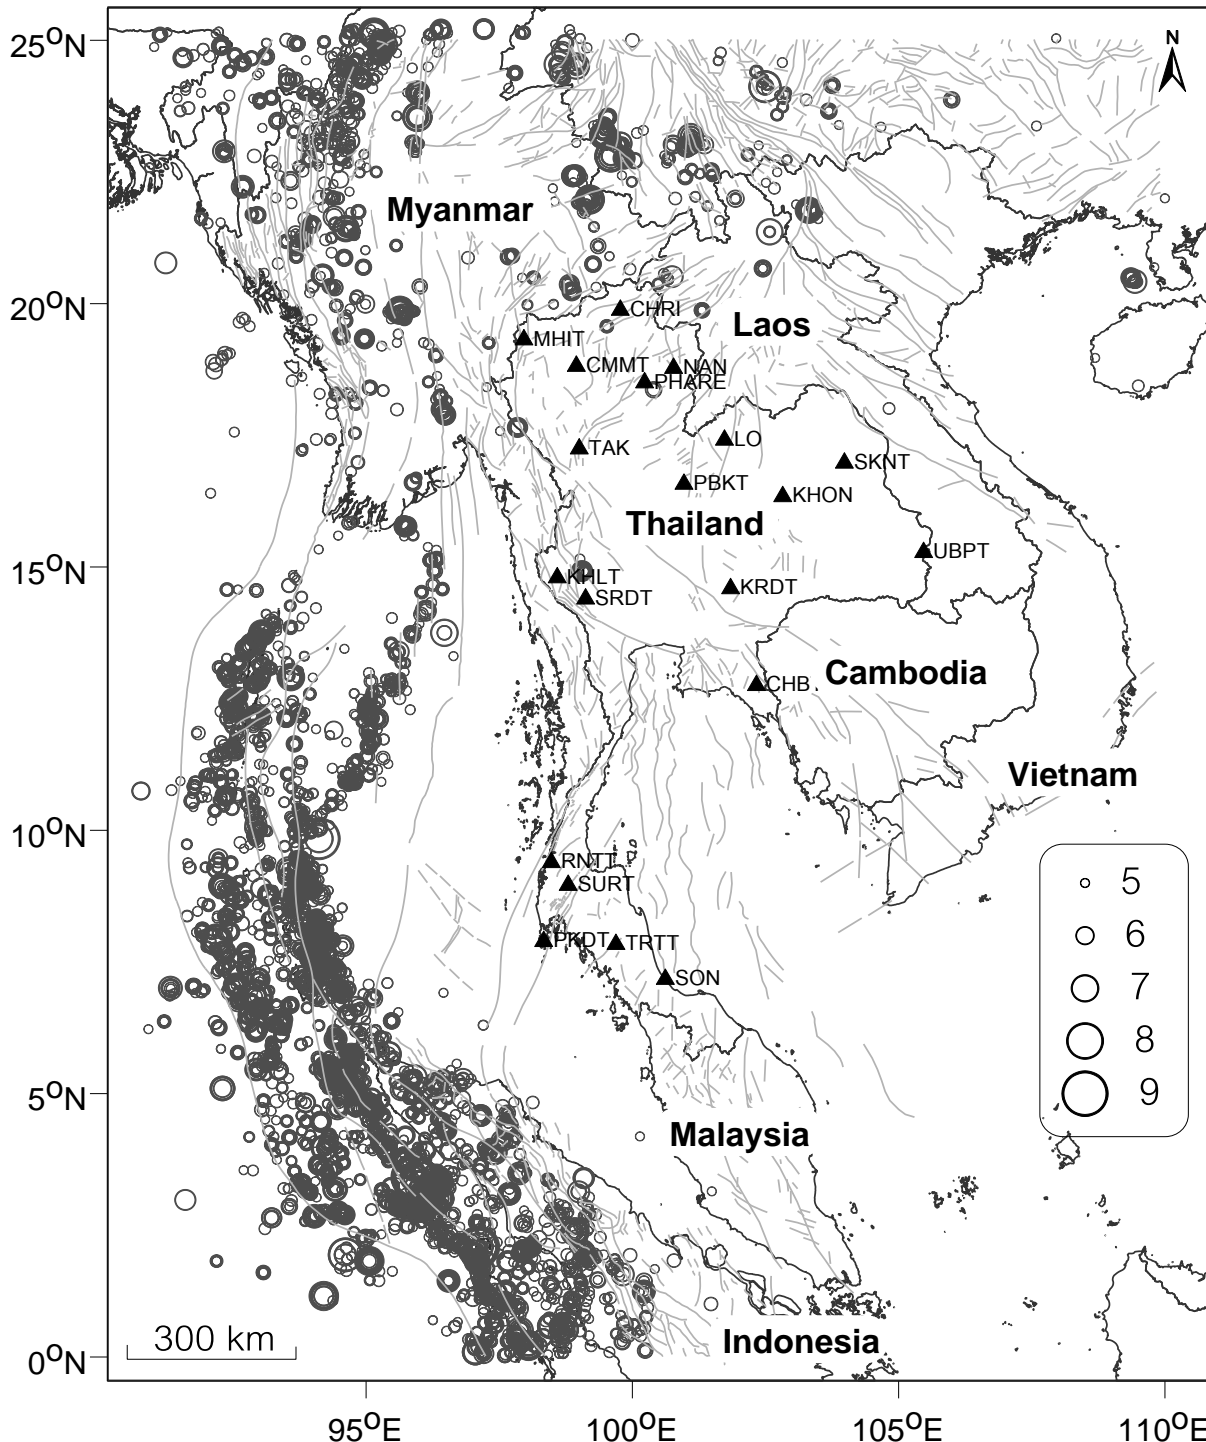 25°N
N
Myanmar
20°N
CHRI
Laos
MHIT
CMMT
NAN
PHARE
LO
TAK
SKNT
PBKT
KHON
Thailand
UBPT
15°N
KHLT
KRDT
SRDT
Cambodia
CHB
Vietnam
10°N
RNTT
SURT
5
6
PKDT
TRTT
SON
7
8
5°N
9
Malaysia
300 km
Indonesia
0°N
95°E
100°E
105°E
110°E